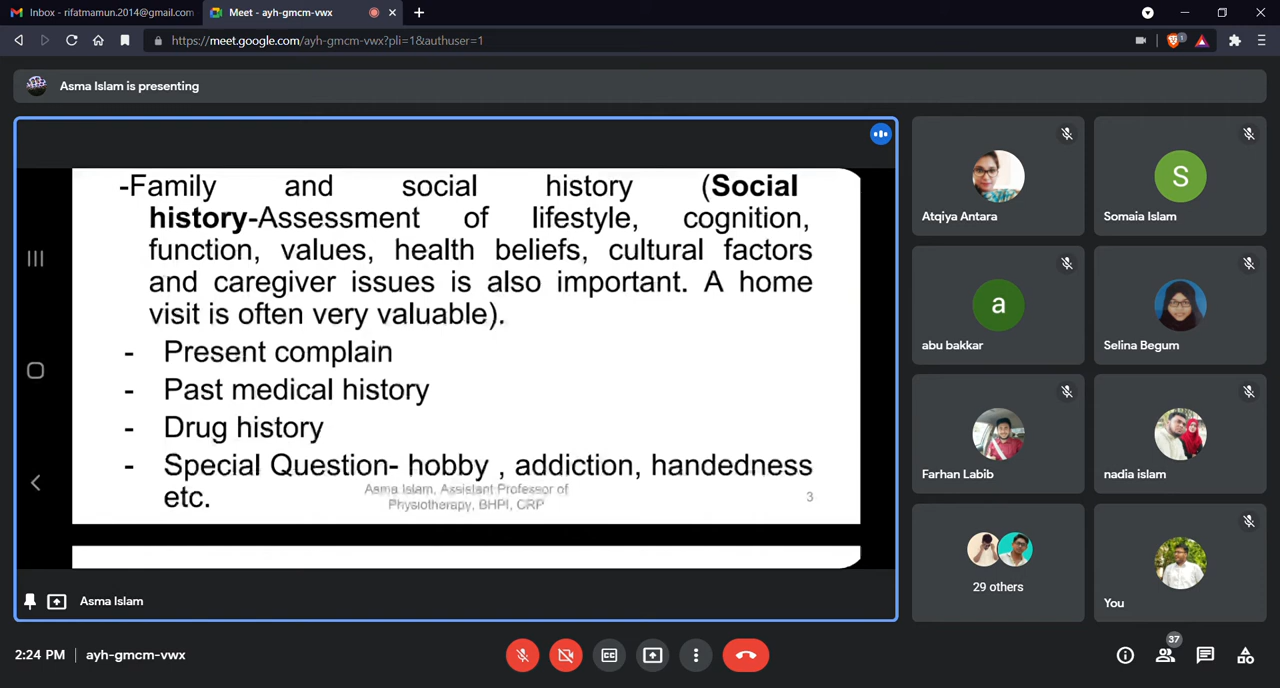 Inbox - rifatmamun.2014@gmail.com
Meet - ayh-gmcm-vwx
https://meet.google.com/ayh-gmcm-vwx?pli=1&authuser=1
1
Asma Islam is presenting
-Family and social history (Social
history-Assessment of lifestyle, cognition,
function, values, health beliefs, cultural factors
and caregiver issues is also important. A home
visit is often very valuable).
- Present complain
- Past medical history
- Drug history
- Special Question- hobby , addiction, handedness
etc.
Asma Islam, Assistant Professor of
Physiotherapy, BHPI, CRP
3
Asma Islam
Atqiya Antara
S
Somaia Islam
a
abu bakkar
Selina Begum
Farhan Labib
nadia islam
29 others
You
2:24 PM | ayh-gmcm-vwx
CC
37